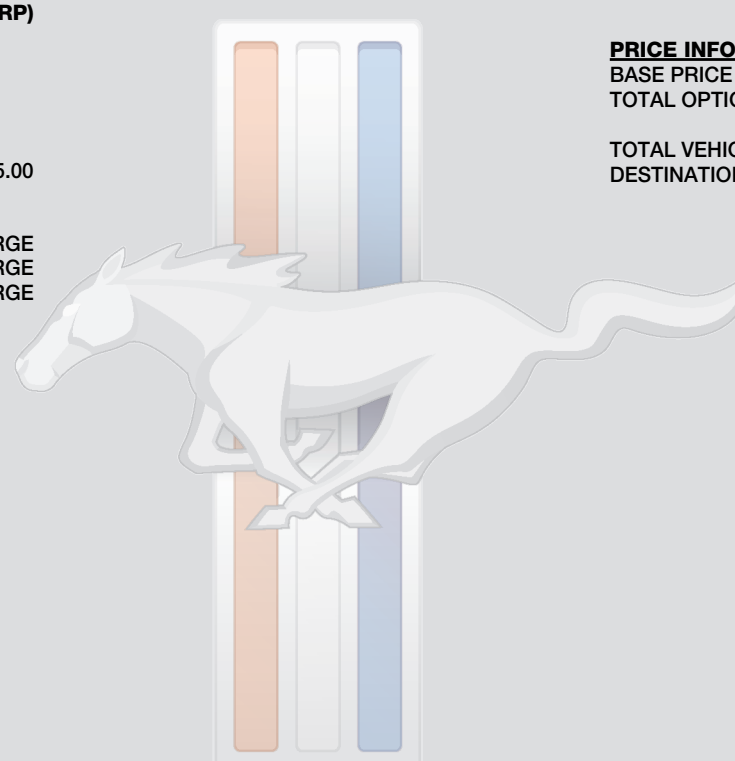 RP)
5.00
RGE
RGE
RGE
PRICE INFO
BASE PRICE
TOTAL OPTIO
TOTAL VEHIC
DESTINATION